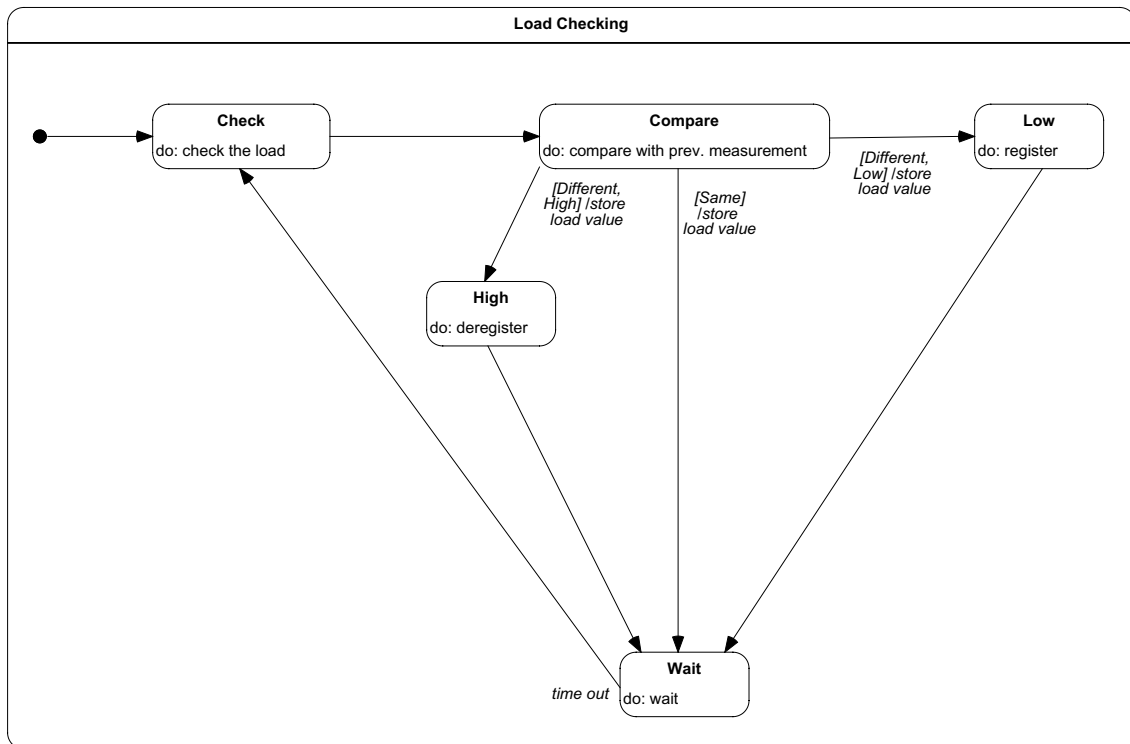 Load Checking
Check
do: check the load
Compare
do: compare with prev. measurement
Low
do: register
[Different,
High] /store
load value
[Same]
/store
load value
[Different,
Low] /store
load value
High
do: deregister
Wait
do: wait
time out